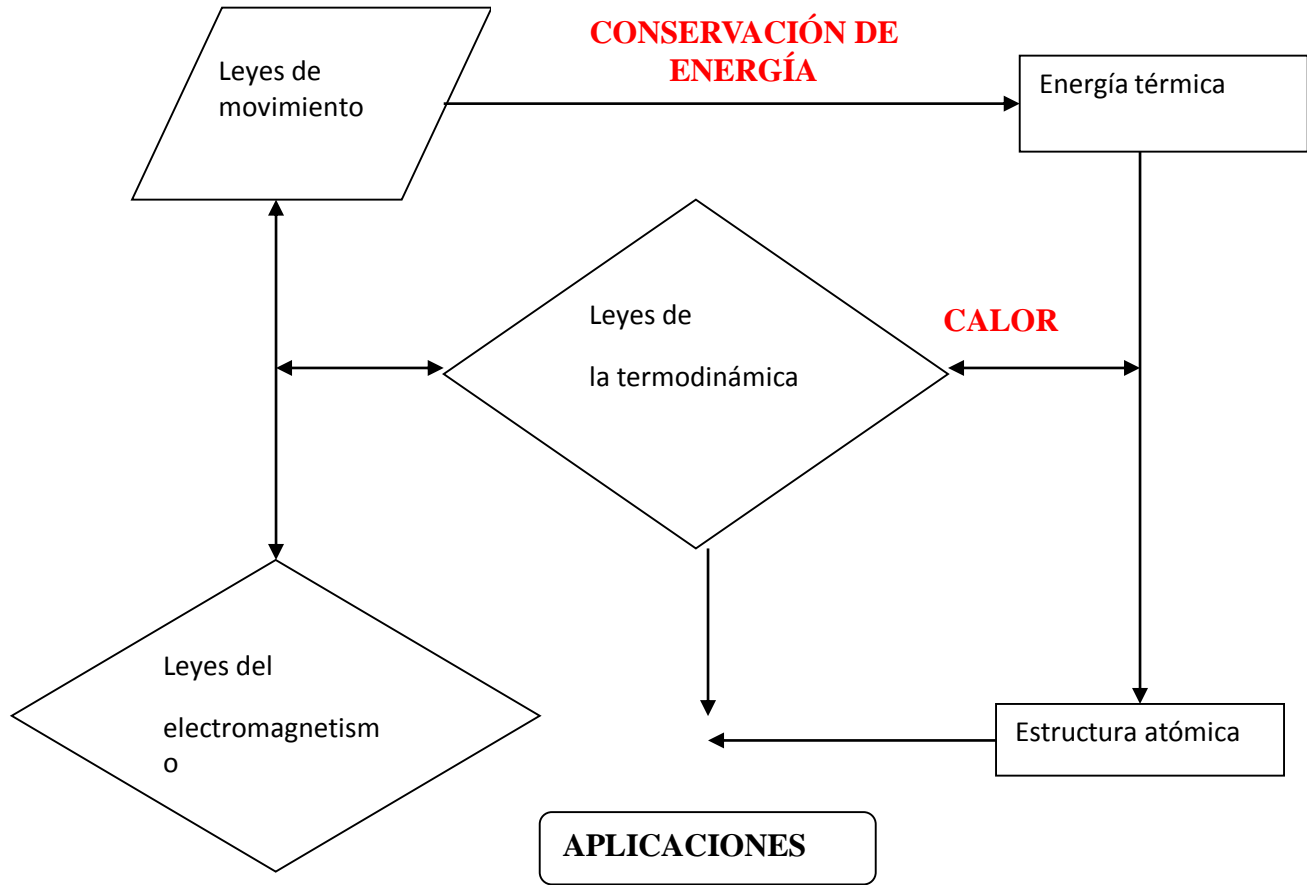 CONSERVACIÓN DE
ENERGÍA
Leyes de
movimiento
Energía térmica
Leyes de
la termodinámica
CALOR
Leyes del
electromagnetism
o
Estructura atómica
APLICACIONES